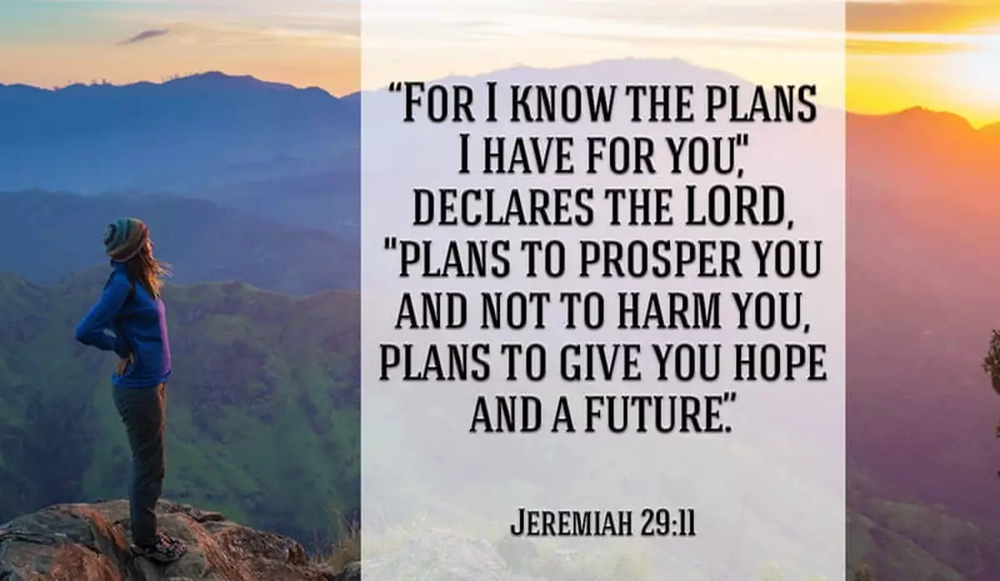 “FOR I KNOW THE PLANS
I HAVE FOR YOU,"
DECLARES THE LORD,
"PLANS TO PROSPER YOU
AND NOT TO HARM YOU,
PLANS TO GIVE YOU HOPE
AND A FUTURE.”
JEREMIAH 29:11